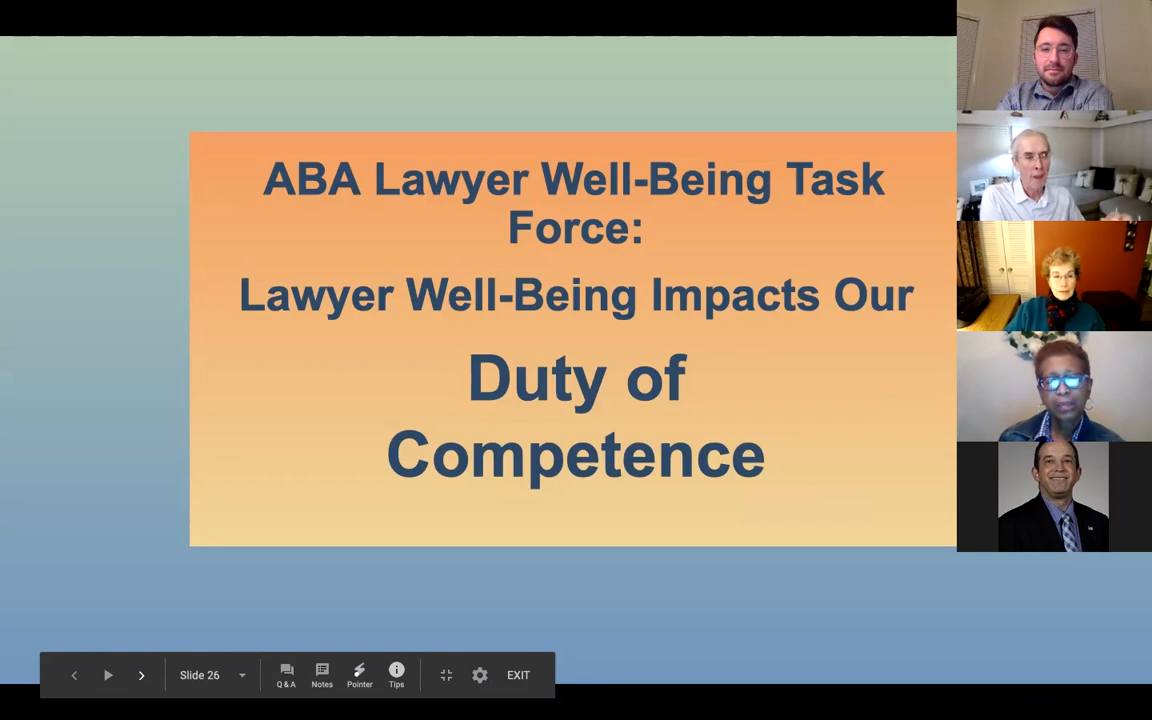 ABA Lawyer Well-Being Task
Force:
Lawyer Well-Being Impacts Our
Duty of
Competence
Slide 26
Q & A
Notes
Pointer
Tips
EXIT